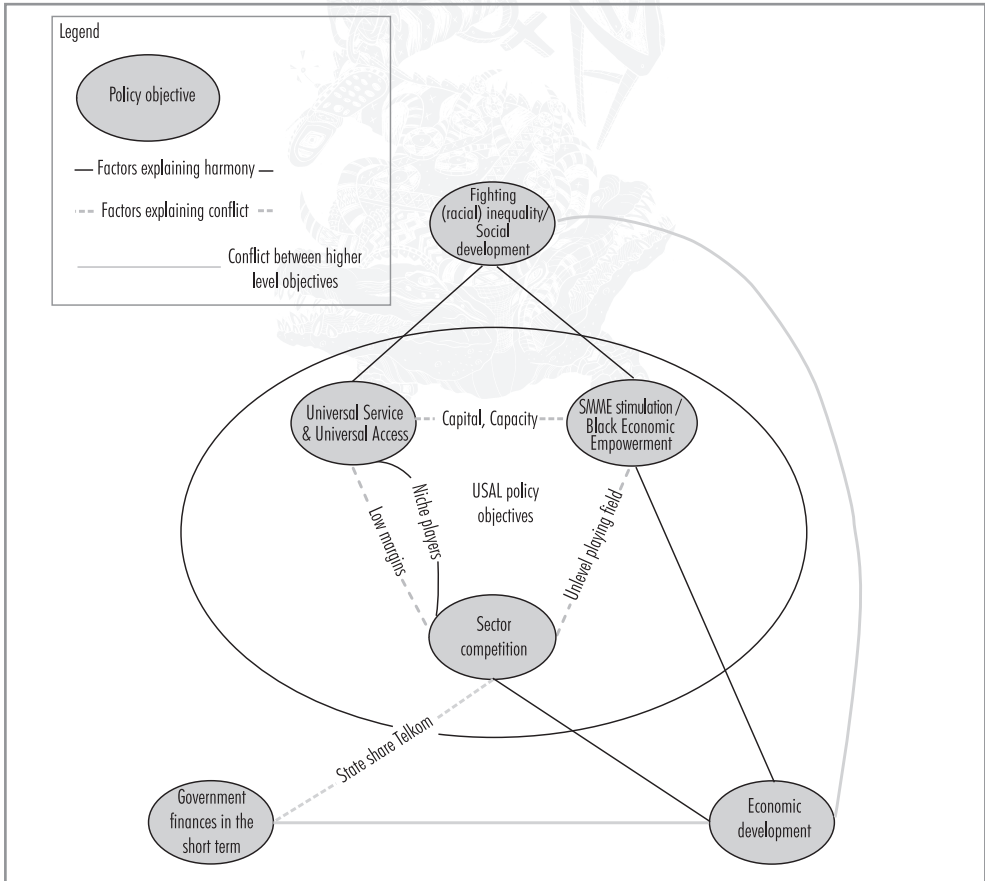 Legend
Policy objective
Factors explaining harmony
Factors explaining conflict
Conflict between higher
level objectives
Fighting
(racial) inequality/
Social
development
Universal Service
& Universal Access
Capital, Capacity
SMME stimulation /
Black Economic
Empowerment
Low margins
Niche players
USAL policy
objectives
Unlevel playing field
Sector
competition
State share Telkom
Government
finances in the
short term
Economic
development